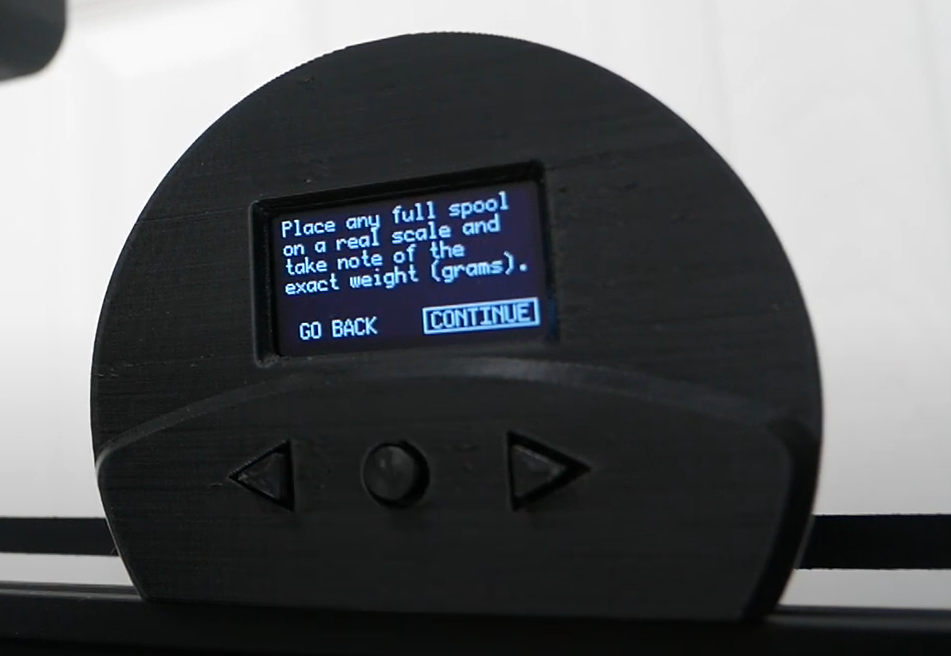 Place any full spool
on a real scale and
take note of the
exact weight (grams).
GO BACK CONTINUE